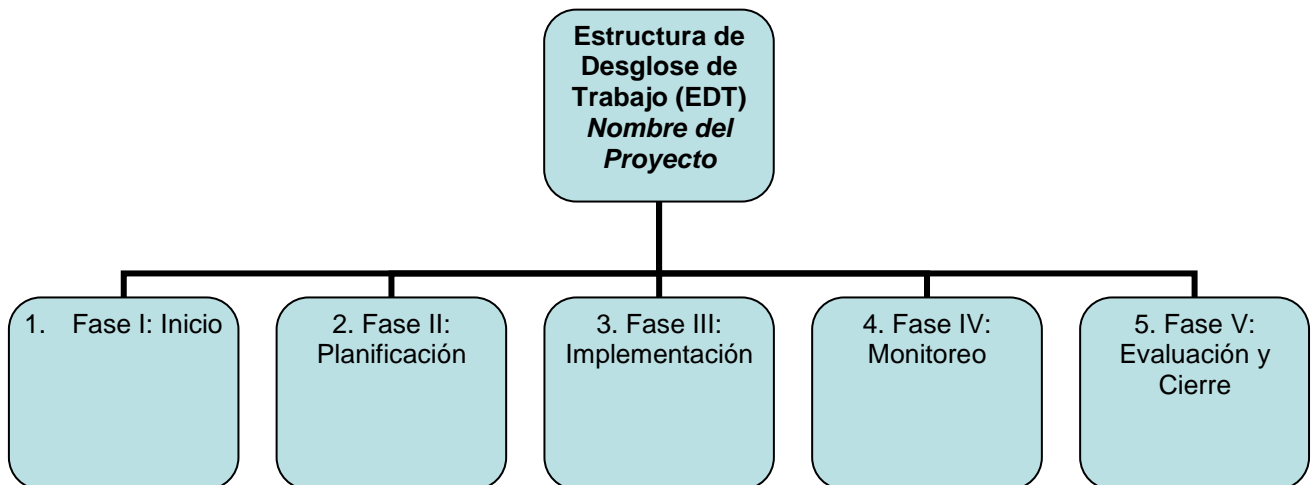 Estructura de
Desglose de
Trabajo (EDT)
Nombre del
Proyecto
1. Fase I: Inicio
2. Fase II:
Planificación
3. Fase III:
Implementación
4. Fase IV:
Monitoreo
5. Fase V:
Evaluación y
Cierre